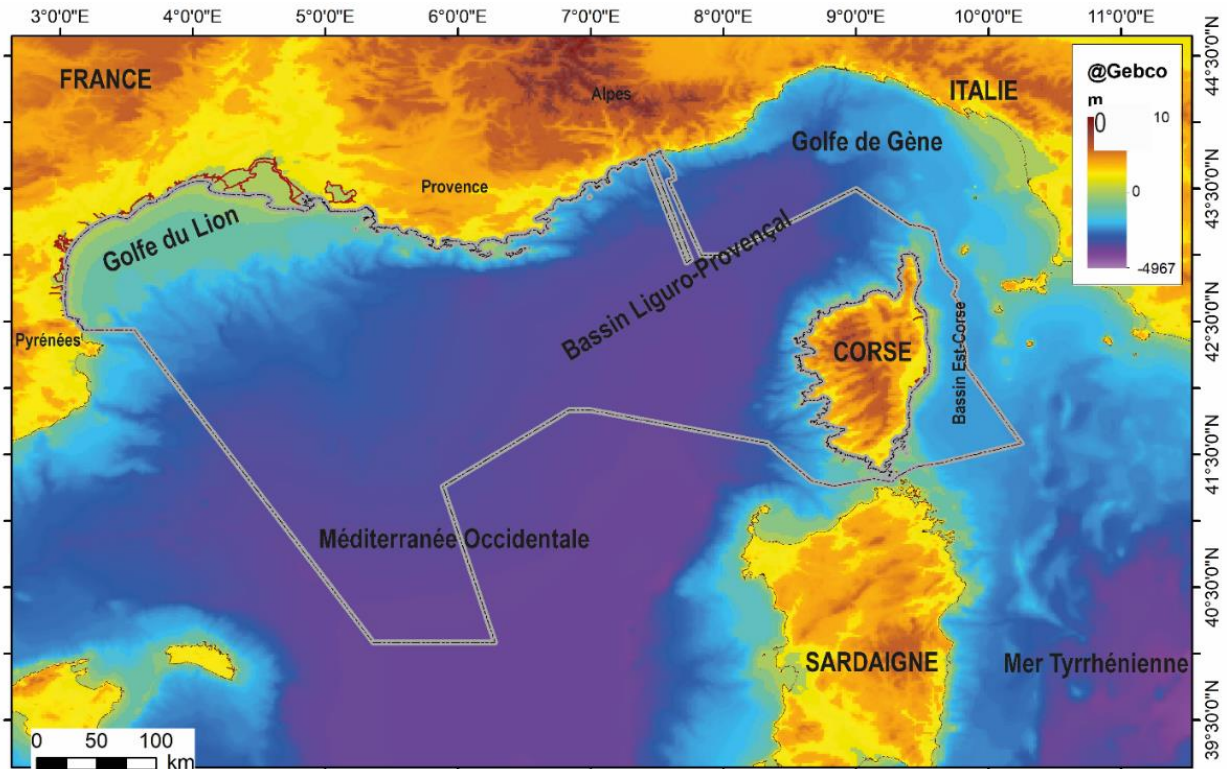 3°0'0"E 4°0'0"E 5°0'0"E 6°0'0"E 7°0'0"E 8°0'0"E 9°0'0"E 10°0'0"E 11°0'0"E
FRANCE
Alpes
ITALIE
@Gebco
m
0 10
0
-4967
44°30'0"N
Golfe de Gène
Provence
43°30'0"N
Golfe du Lion
Bassin Liguro-Provençal
Pyrénées
CORSE
Bassin Est-Corse
42°30'0"N
41°30'0"N
Méditerranée Occidentale
40°30'0"N
SARDAIGNE
Mer Tyrrhénienne
39°30'0"N
0 50 100
km